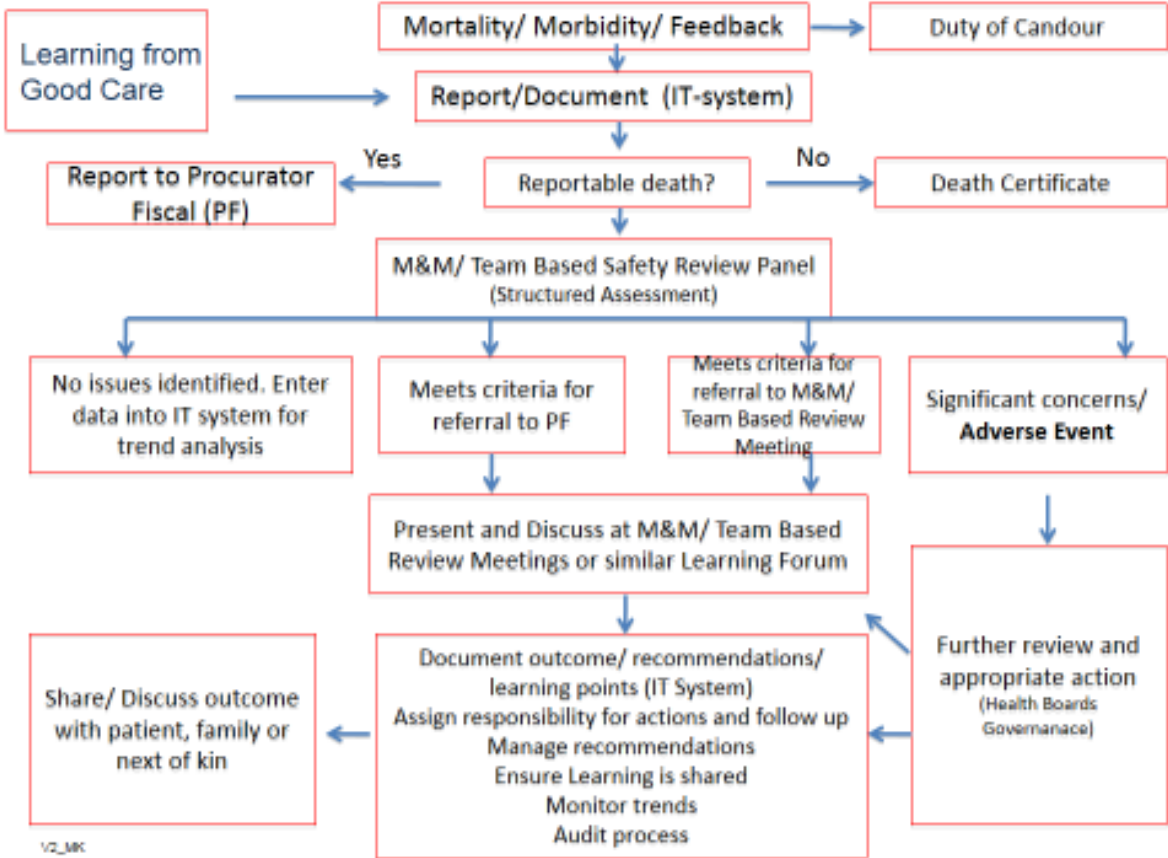 Learning from
Good Care
Mortality/ Morbidity/ Feedback
Duty of Candour
Report/Document (IT-system)
Yes
No
Report to Procurator
Fiscal (PF)
Reportable death?
Death Certificate
M&M/ Team Based Safety Review Panel
(Structured Assessment)
No issues identified. Enter
data into IT system for
trend analysis
Meets criteria for
referral to PF
Meets criteria for
referral to M&M/
Team Based Review
Meeting
Significant concerns/
Adverse Event
Present and Discuss at M&M/ Team Based
Review Meetings or similar Learning Forum
Further review and
appropriate action
(Health Boards
Governanace)
Document outcome/ recommendations/
learning points (IT System)
Assign responsibility for actions and follow up
Manage recommendations
Ensure Learning is shared
Monitor trends
Audit process
Share/ Discuss outcome
with patient, family or
next of kin
V2_MK